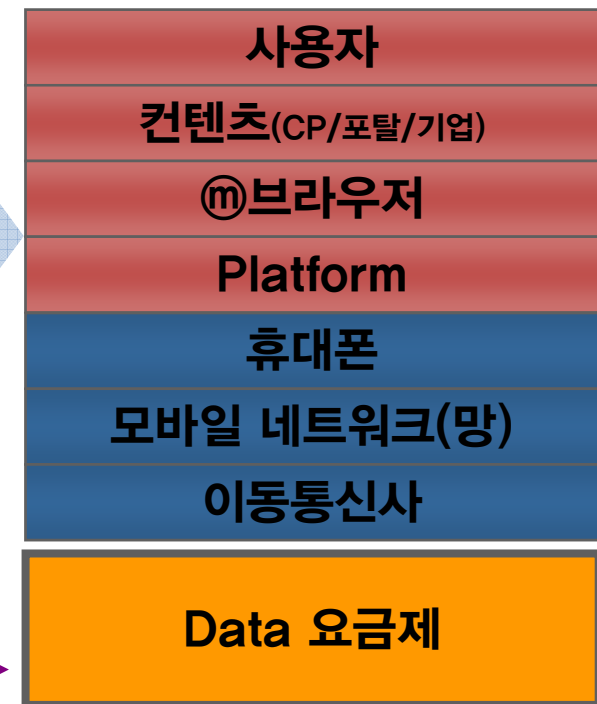 사용자
컨텐츠(CP/포탈/기업)
ⓜ브라우저
Platform
휴대폰
모바일 네트워크(망)
이동통신사
Data 요금제